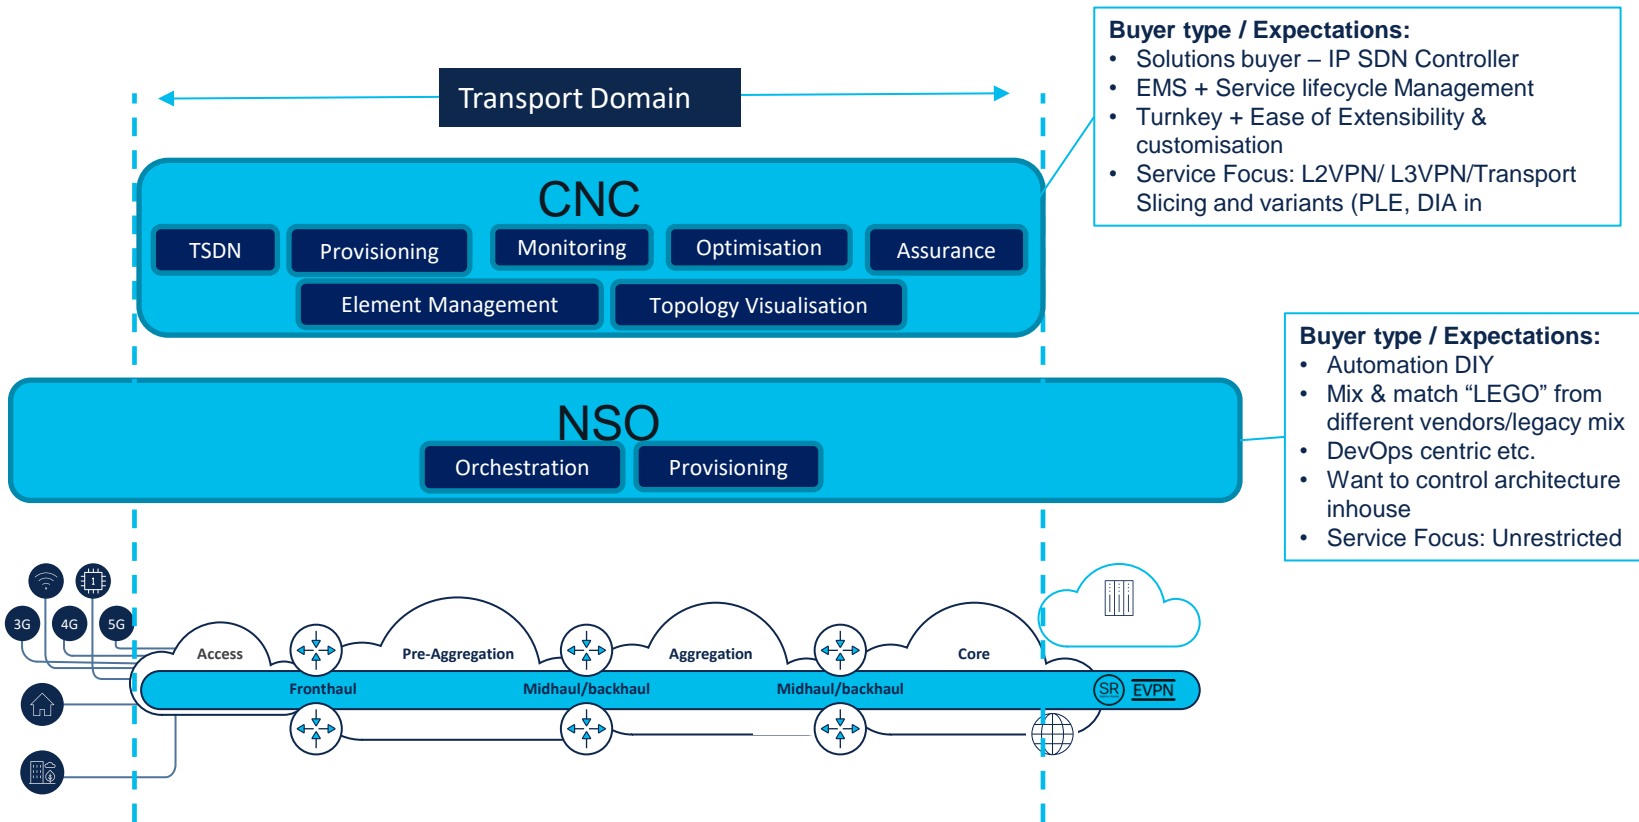 Buyer type / Expectations:
• Solutions buyer – IP SDN Controller
• EMS + Service lifecycle Management
• Turnkey + Ease of Extensibility &
customisation
• Service Focus: L2VPN/ L3VPN/Transport
Slicing and variants (PLE, DIA in
Transport Domain
CNC
TSDN
Provisioning
Monitoring
Optimisation
Assurance
Element Management
Topology Visualisation
Buyer type / Expectations:
• Automation DIY
• Mix & match “LEGO” from
different vendors/legacy mix
• DevOps centric etc.
• Want to control architecture
inhouse
• Service Focus: Unrestricted
NSO
Orchestration
Provisioning
1
3G
4G
5G
Access
Pre-Aggregation
Aggregation
Core
Fronthaul
Midhaul/backhaul
Midhaul/backhaul
SR
EVPN